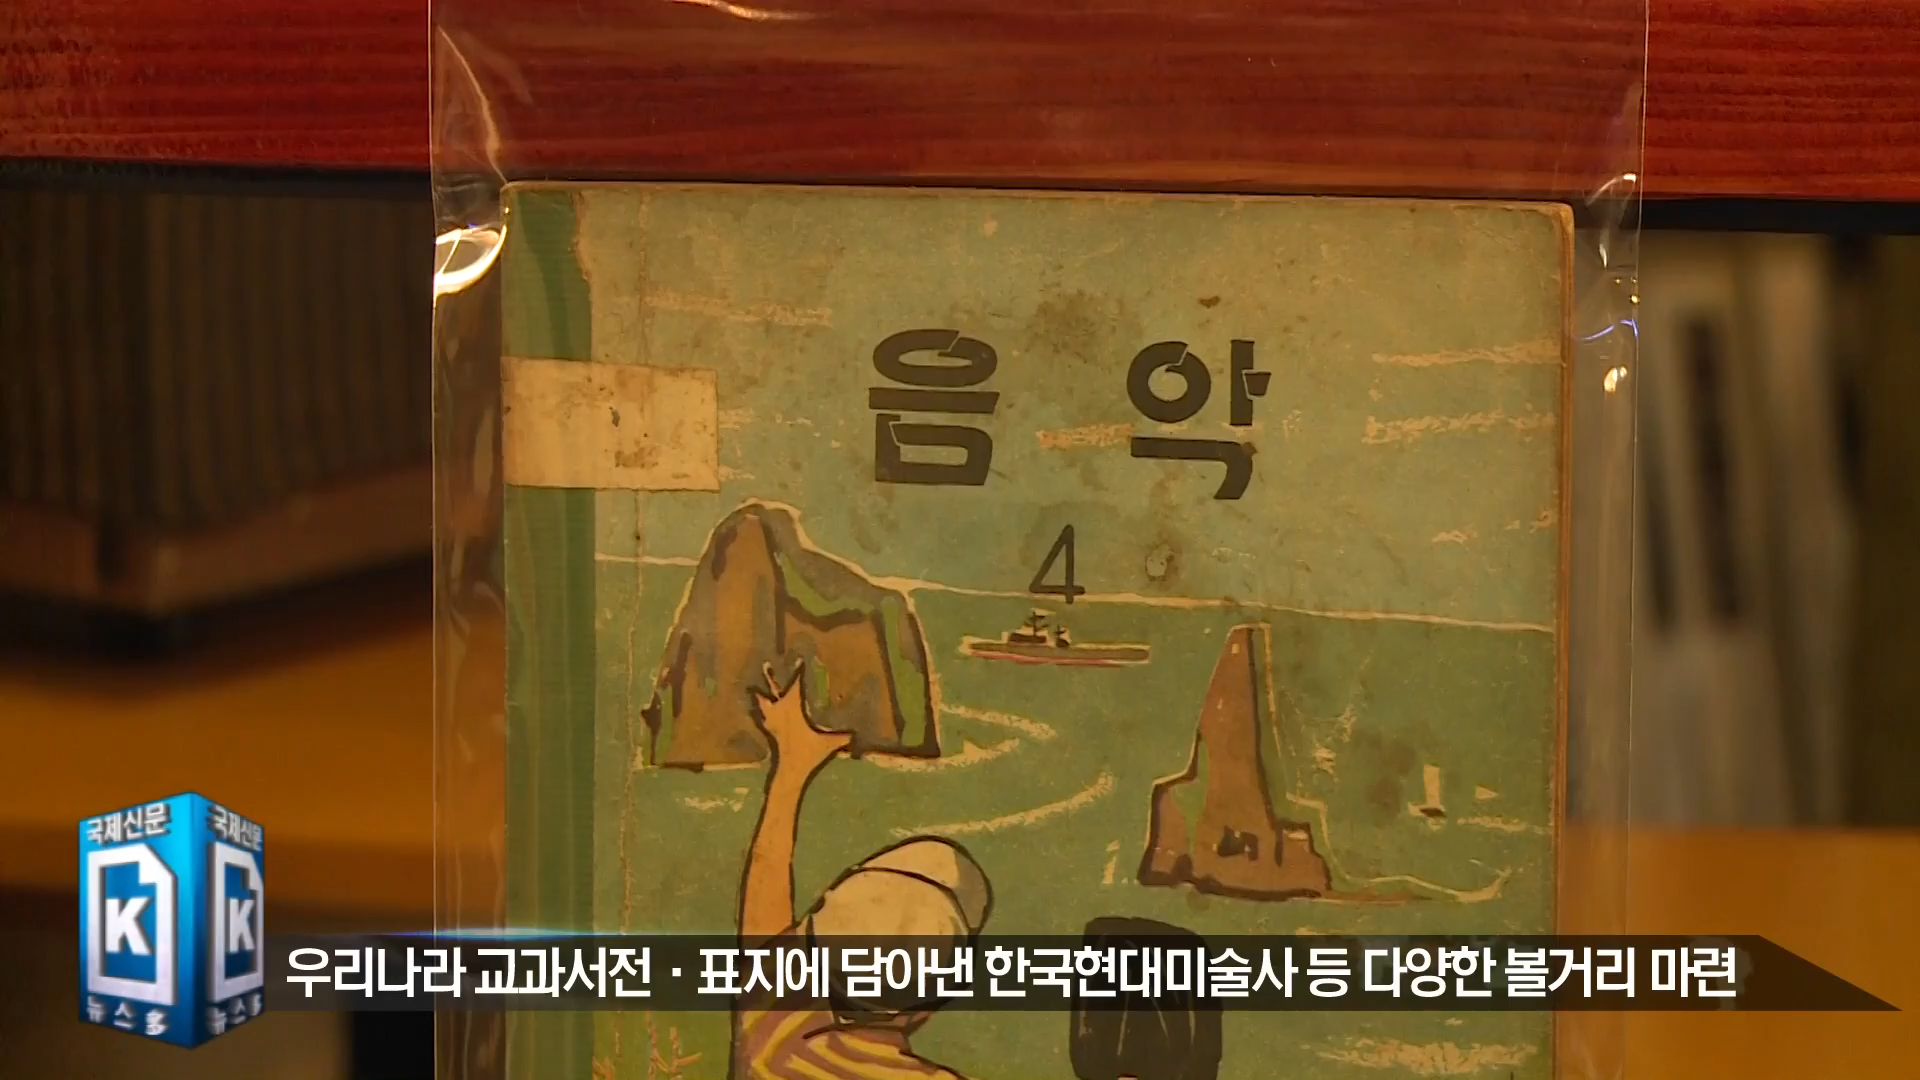 음 악
4
국제신문
국제신문
K
K
뉴스多
뉴스多
우리나라 교과서전 · 표지에 담아낸 한국현대미술사 등 다양한 볼거리 마련